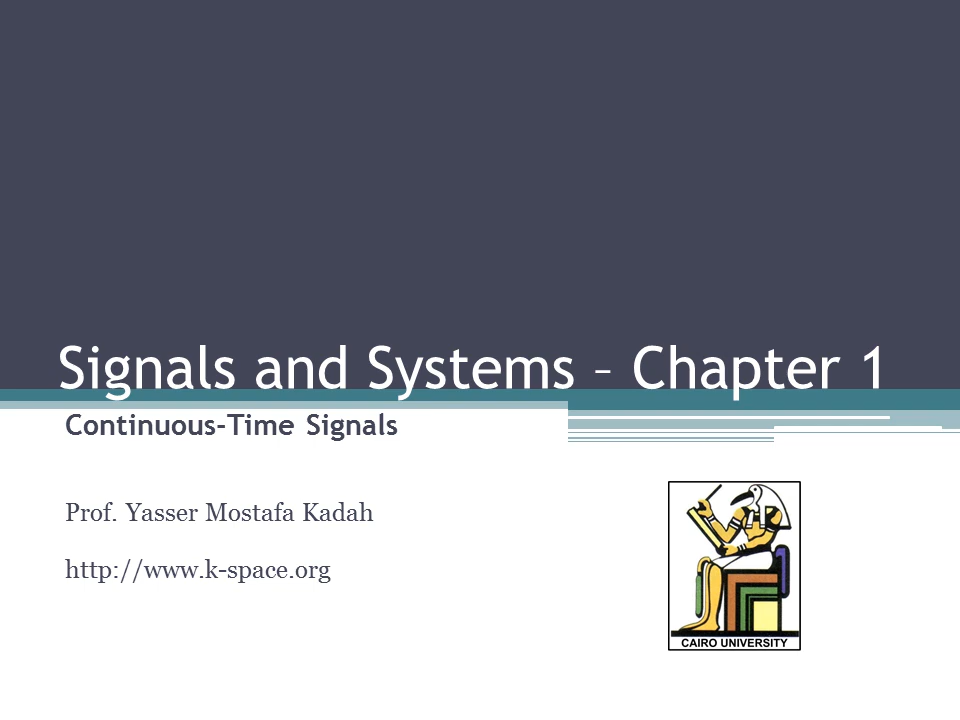 Signals and Systems – Chapter 1
Continuous-Time Signals
Prof. Yasser Mostafa Kadah
http://www.k-space.org
CAIRO UNIVERSITY